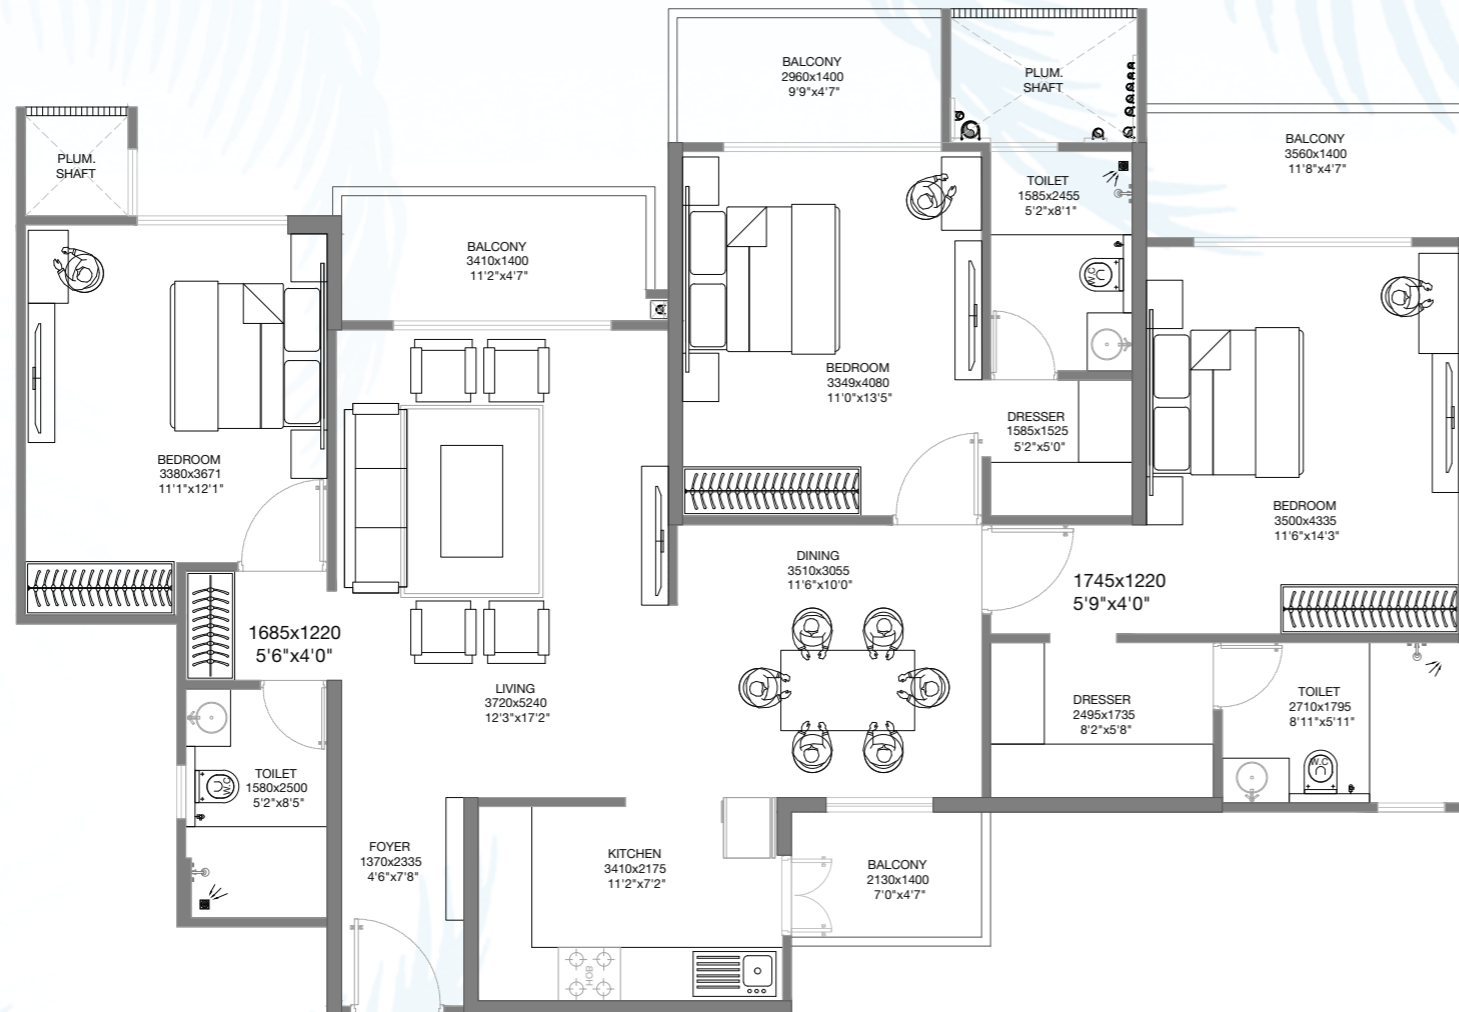 BALCONY
2960x1400
9'9"x4'7"
PLUM.
SHAFT
BALCONY
3560x1400
11'8"x4'7"
PLUM.
SHAFT
TOILET
1585x2455
5'2"x8'1"
BALCONY
3410x1400
11'2"x4'7"
W.C
BEDROOM
3349x4080
11'0"x13'5"
DRESSER
1585x1525
5'2"x5'0"
BEDROOM
3380x3671
11'1"x12'1"
BEDROOM
3500x4335
11'6"x14'3"
DINING
3510x3055
11'6"x10'0"
1745x1220
5'9"x4'0"
1685x1220
5'6"x4'0"
LIVING
3720x5240
12'3"x17'2"
DRESSER
2495x1735
8'2"x5'8"
TOILET
2710x1795
8'11"x5'11"
W.C
TOILET
1580x2500
5'2"x8'5"
W.C
FOYER
1370x2335
4'6"x7'8"
KITCHEN
3410x2175
11'2"x7'2"
BALCONY
2130x1400
7'0"x4'7"
BOH